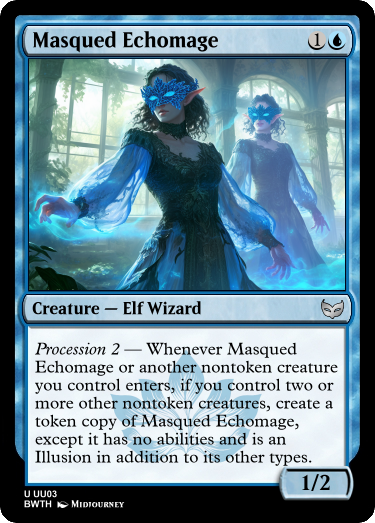 Masqued Echomage 1
Creature — Elf Wizard
Procession 2 — Whenever Masqued
Echomage or another nontoken creature
you control enters, if you control two or
more other nontoken creatures, create a
token copy of Masqued Echomage,
except it has no abilities and is an
Illusion in addition to its other types.
1/2
U UU03
BWTH Midjourney